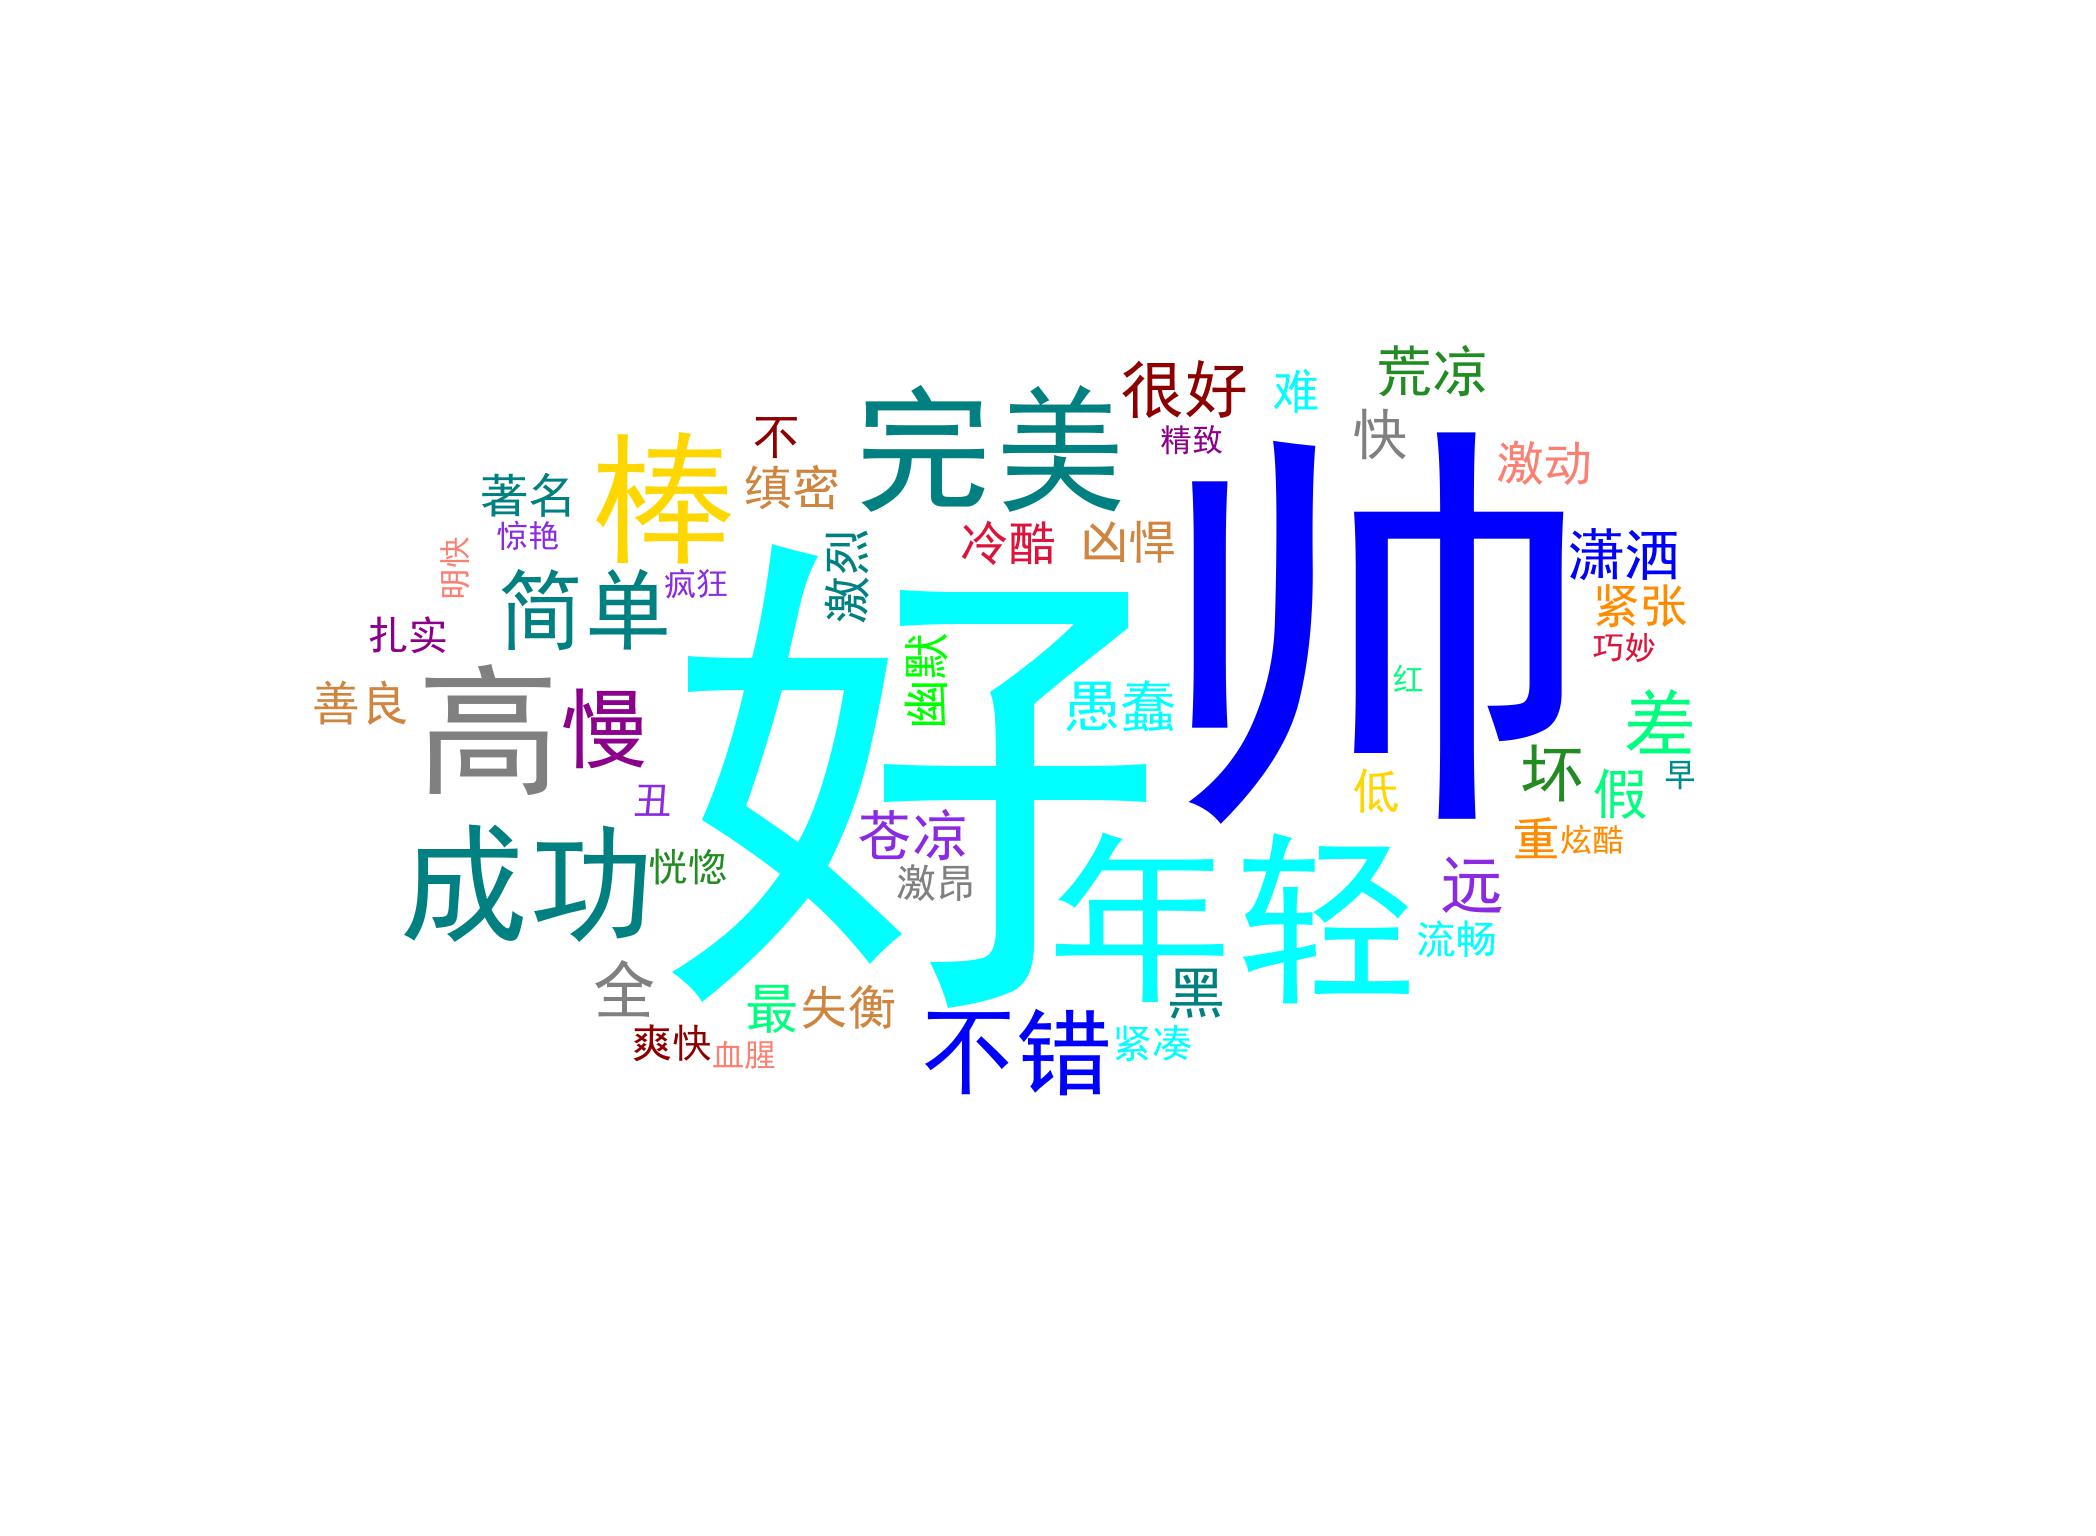 荒凉
很好
难
完美
快
不
精致
激动
棒
著名
缜密
惊艳
冷酷
凶悍
帅
潇洒
明快
激烈
简单
疯狂
紧张
扎实
巧妙
好
幽默
善良
高
慢
愚蠢
红
差
坏
早
丑
低
假
苍凉
重
炫酷
成功
恍惚
激昂
年轻
远
流畅
全
黑
最
失衡
爽快
血腥
不错
紧凑